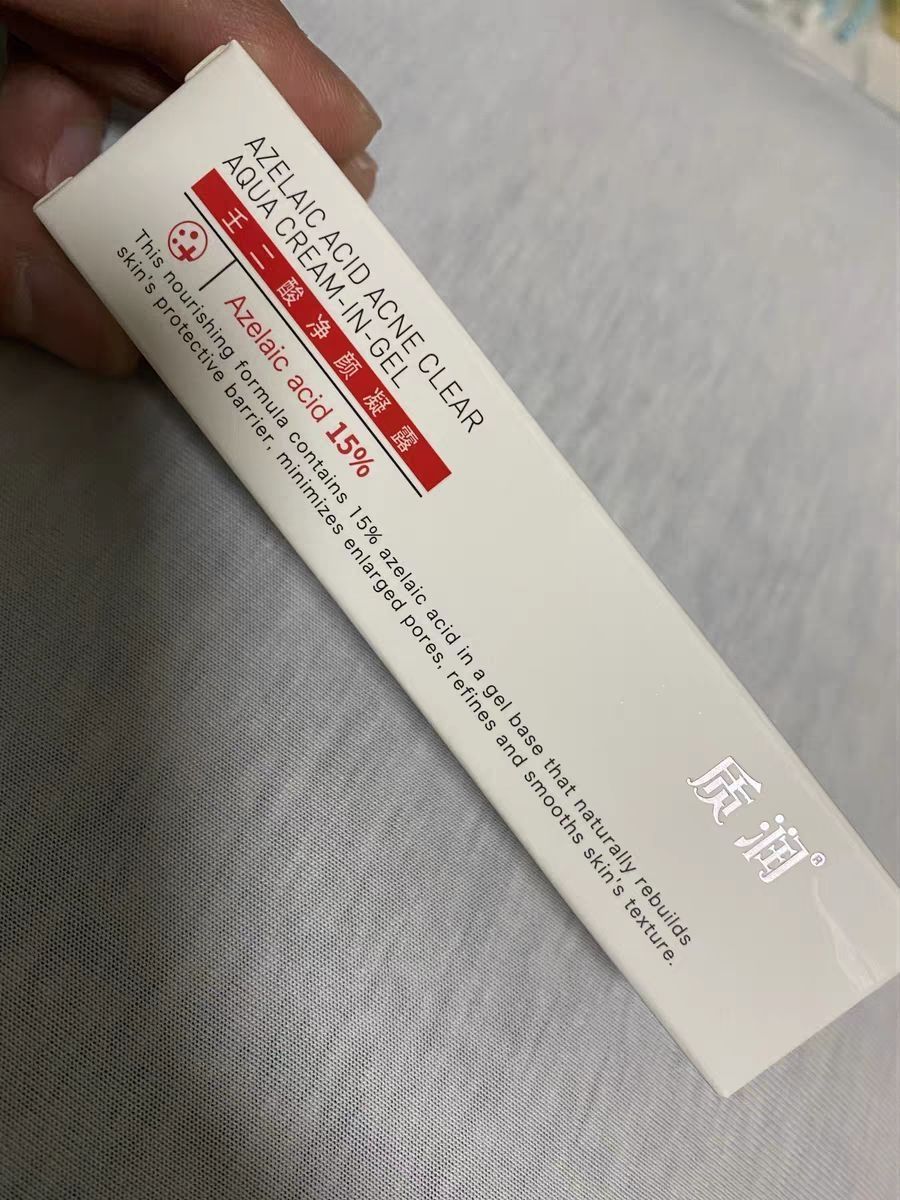 AZELAIC ACID ACNE CLEAR
AQUA CREAM-IN-GEL
壬二酸净颜凝露
Azelaic acid 15%
This nourishing formula contains 15% azelaic acid in a gel base that naturally rebuilds
skin's protective barrier, minimizes enlarged pores, refines and smooths skin's texture.
质润®